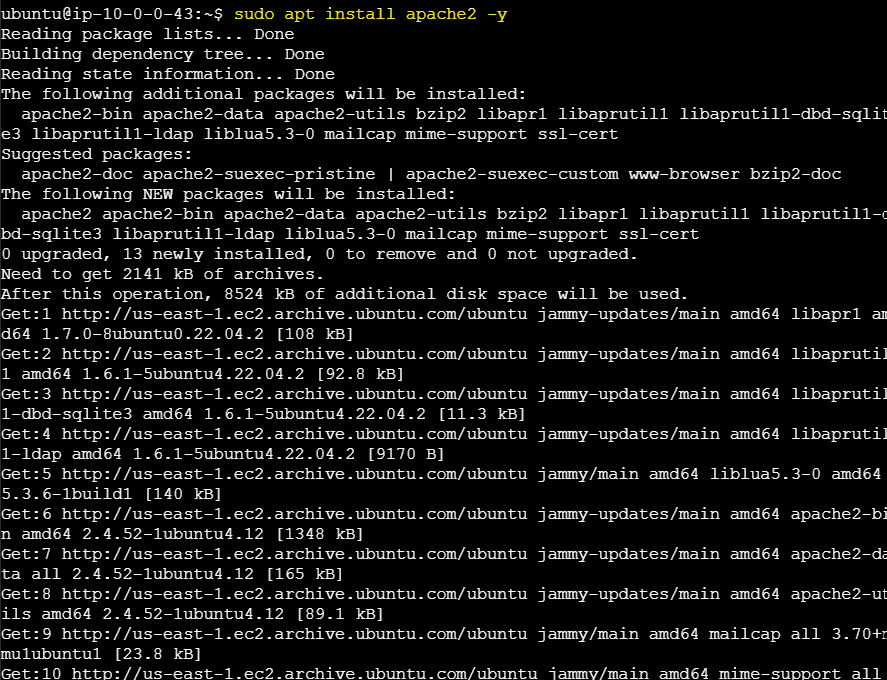 ubuntu@ip-10-0-0-43:~$ sudo apt install apache2 -y
Reading package lists... Done
Building dependency tree... Done
Reading state information... Done
The following additional packages will be installed:
  apache2-bin apache2-data apache2-utils bzip2 libapr1 libaprutil1 libaprutil1-dbd-sqlit
e3 libaprutil1-ldap liblua5.3-0 mailcap mime-support ssl-cert
Suggested packages:
  apache2-doc apache2-suexec-pristine | apache2-suexec-custom www-browser bzip2-doc
The following NEW packages will be installed:
  apache2 apache2-bin apache2-data apache2-utils bzip2 libapr1 libaprutil1 libaprutil1-d
bd-sqlite3 libaprutil1-ldap liblua5.3-0 mailcap mime-support ssl-cert
0 upgraded, 13 newly installed, 0 to remove and 0 not upgraded.
Need to get 2141 kB of archives.
After this operation, 8524 kB of additional disk space will be used.
Get:1 http://us-east-1.ec2.archive.ubuntu.com/ubuntu jammy-updates/main amd64 libapr1 am
d64 1.7.0-8ubuntu0.22.04.2 [108 kB]
Get:2 http://us-east-1.ec2.archive.ubuntu.com/ubuntu jammy-updates/main amd64 libaprutil
1 amd64 1.6.1-5ubuntu4.22.04.2 [92.8 kB]
Get:3 http://us-east-1.ec2.archive.ubuntu.com/ubuntu jammy-updates/main amd64 libaprutil
1-dbd-sqlite3 amd64 1.6.1-5ubuntu4.22.04.2 [11.3 kB]
Get:4 http://us-east-1.ec2.archive.ubuntu.com/ubuntu jammy-updates/main amd64 libaprutil
1-ldap amd64 1.6.1-5ubuntu4.22.04.2 [9170 B]
Get:5 http://us-east-1.ec2.archive.ubuntu.com/ubuntu jammy/main amd64 liblua5.3-0 amd64
5.3.6-1build1 [140 kB]
Get:6 http://us-east-1.ec2.archive.ubuntu.com/ubuntu jammy-updates/main amd64 apache2-bi
n amd64 2.4.52-1ubuntu4.12 [1348 kB]
Get:7 http://us-east-1.ec2.archive.ubuntu.com/ubuntu jammy-updates/main amd64 apache2-da
ta all 2.4.52-1ubuntu4.12 [165 kB]
Get:8 http://us-east-1.ec2.archive.ubuntu.com/ubuntu jammy-updates/main amd64 apache2-ut
ils amd64 2.4.52-1ubuntu4.12 [89.1 kB]
Get:9 http://us-east-1.ec2.archive.ubuntu.com/ubuntu jammy/main amd64 mailcap all 3.70+n
mu1ubuntu1 [23.8 kB]
Get:10 http://us-east-1.ec2.archive.ubuntu.com/ubuntu jammy/main amd64 mime-support all